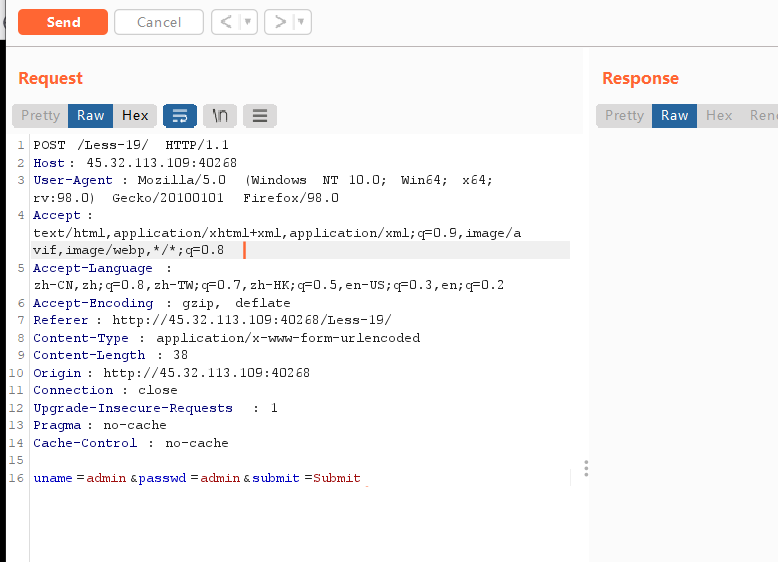 Send Cancel < >
Request Response
Pretty Raw Hex \n Pretty Raw Hex Ren
1 POST /Less-19/ HTTP/1.1
2 Host: 45.32.113.109:40268
3 User-Agent : Mozilla/5.0 (Windows NT 10.0; Win64; x64;
rv:98.0) Gecko/20100101 Firefox/98.0
4 Accept :
text/html,application/xhtml+xml,application/xml;q=0.9,image/a
vif,image/webp,*/*;q=0.8
5 Accept-Language :
zh-CN,zh;q=0.8,zh-TW;q=0.7,zh-HK;q=0.5,en-US;q=0.3,en;q=0.2
6 Accept-Encoding : gzip, deflate
7 Referer : http://45.32.113.109:40268/Less-19/
8 Content-Type : application/x-www-form-urlencoded
9 Content-Length : 38
10 Origin : http://45.32.113.109:40268
11 Connection : close
12 Upgrade-Insecure-Requests : 1
13 Pragma : no-cache
14 Cache-Control : no-cache
15
16 uname =admin &passwd =admin &submit =Submit